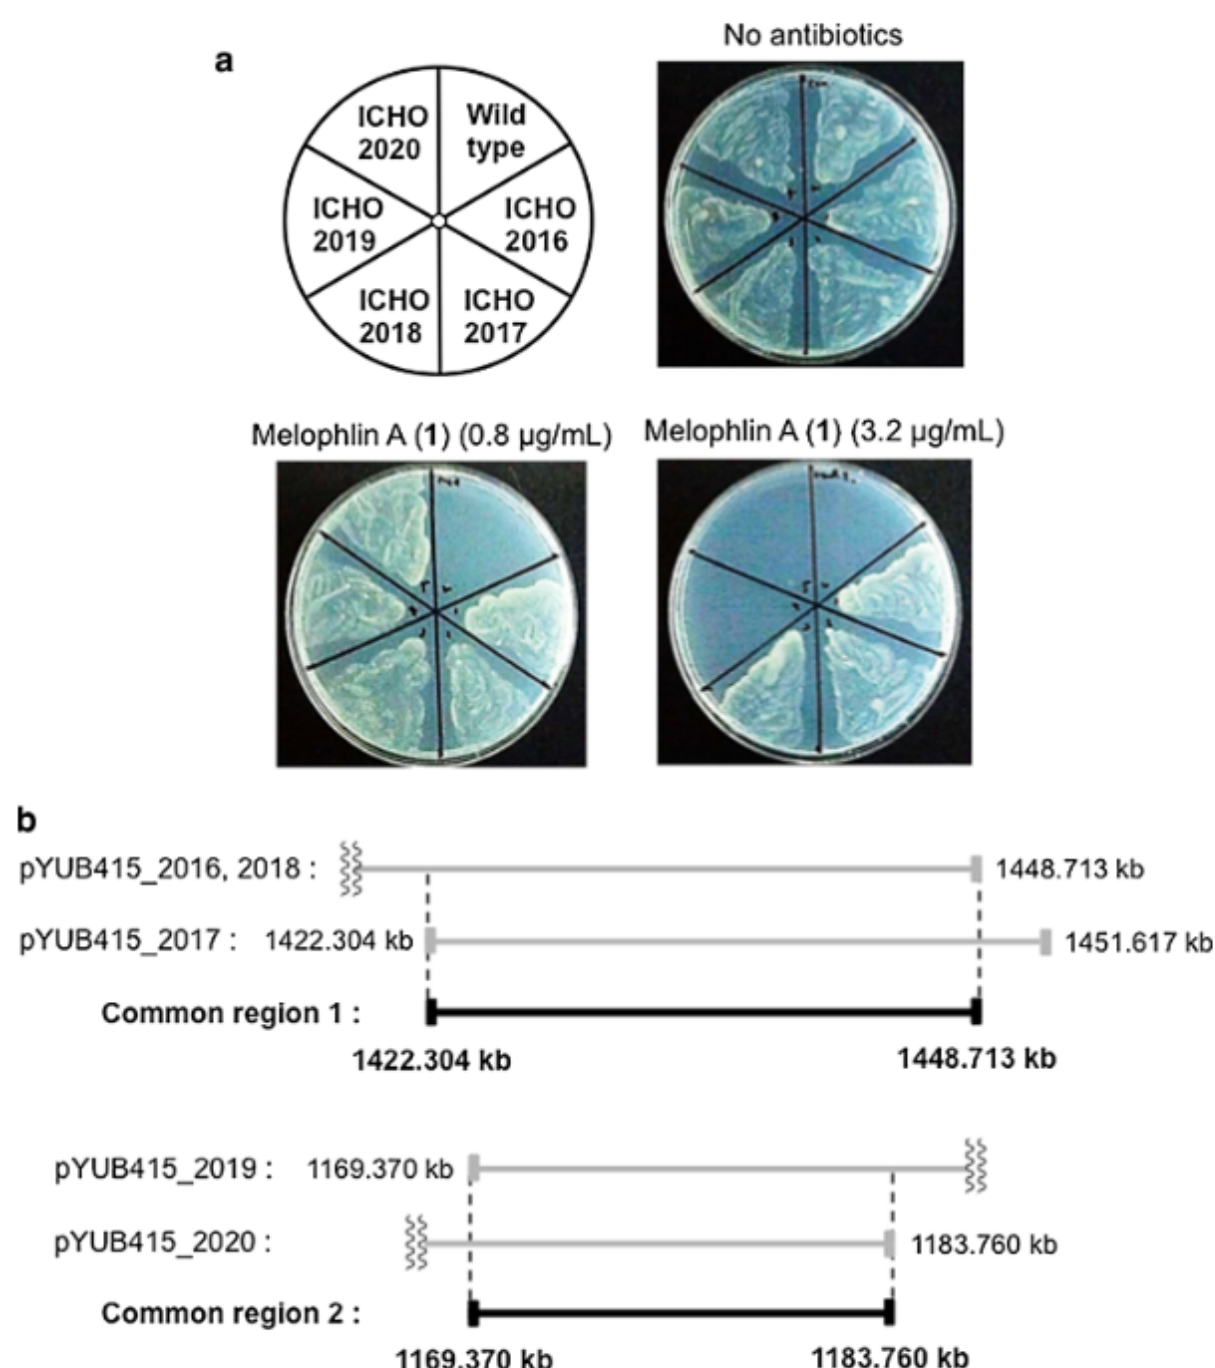 a
No antibiotics
ICHO
2020
Wild
type
ICHO
2019
ICHO
2016
ICHO
2018
ICHO
2017
Melophlin A (1) (0.8 µg/mL)
Melophlin A (1) (3.2 µg/mL)
b
pYUB415_2016, 2018 :
1448.713 kb
pYUB415_2017 : 1422.304 kb
1451.617 kb
Common region 1 :
1422.304 kb
1448.713 kb
pYUB415_2019 : 1169.370 kb
pYUB415_2020 :
1183.760 kb
Common region 2 :
1169.370 kb
1183.760 kb